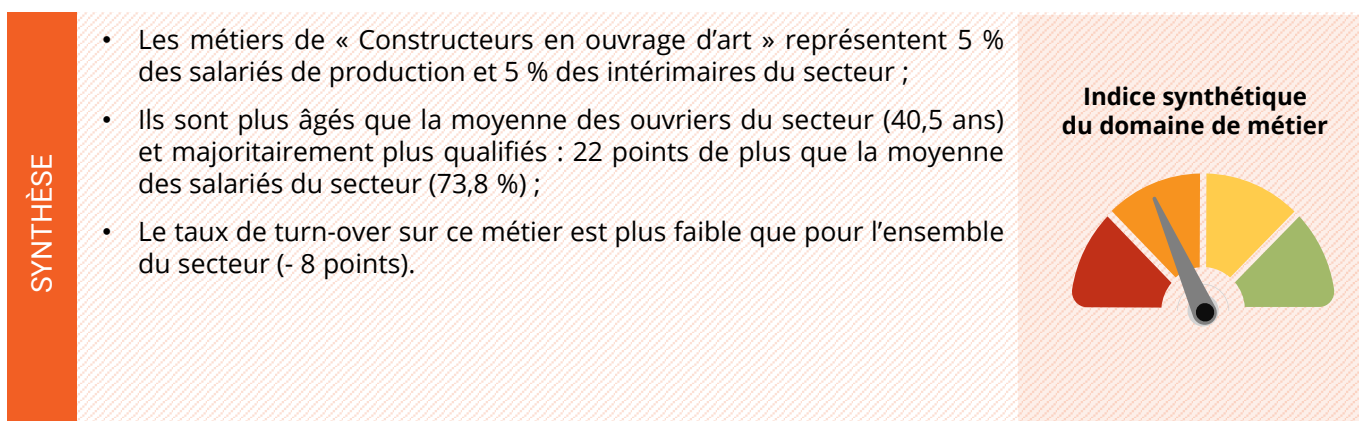 SYNTHÈSE
• Les métiers de « Constructeurs en ouvrage d’art » représentent 5 %
des salariés de production et 5 % des intérimaires du secteur ;
• Ils sont plus âgés que la moyenne des ouvriers du secteur (40,5 ans)
et majoritairement plus qualifiés : 22 points de plus que la moyenne
des salariés du secteur (73,8 %) ;
• Le taux de turn-over sur ce métier est plus faible que pour l’ensemble
du secteur (- 8 points).
Indice synthétique
du domaine de métier